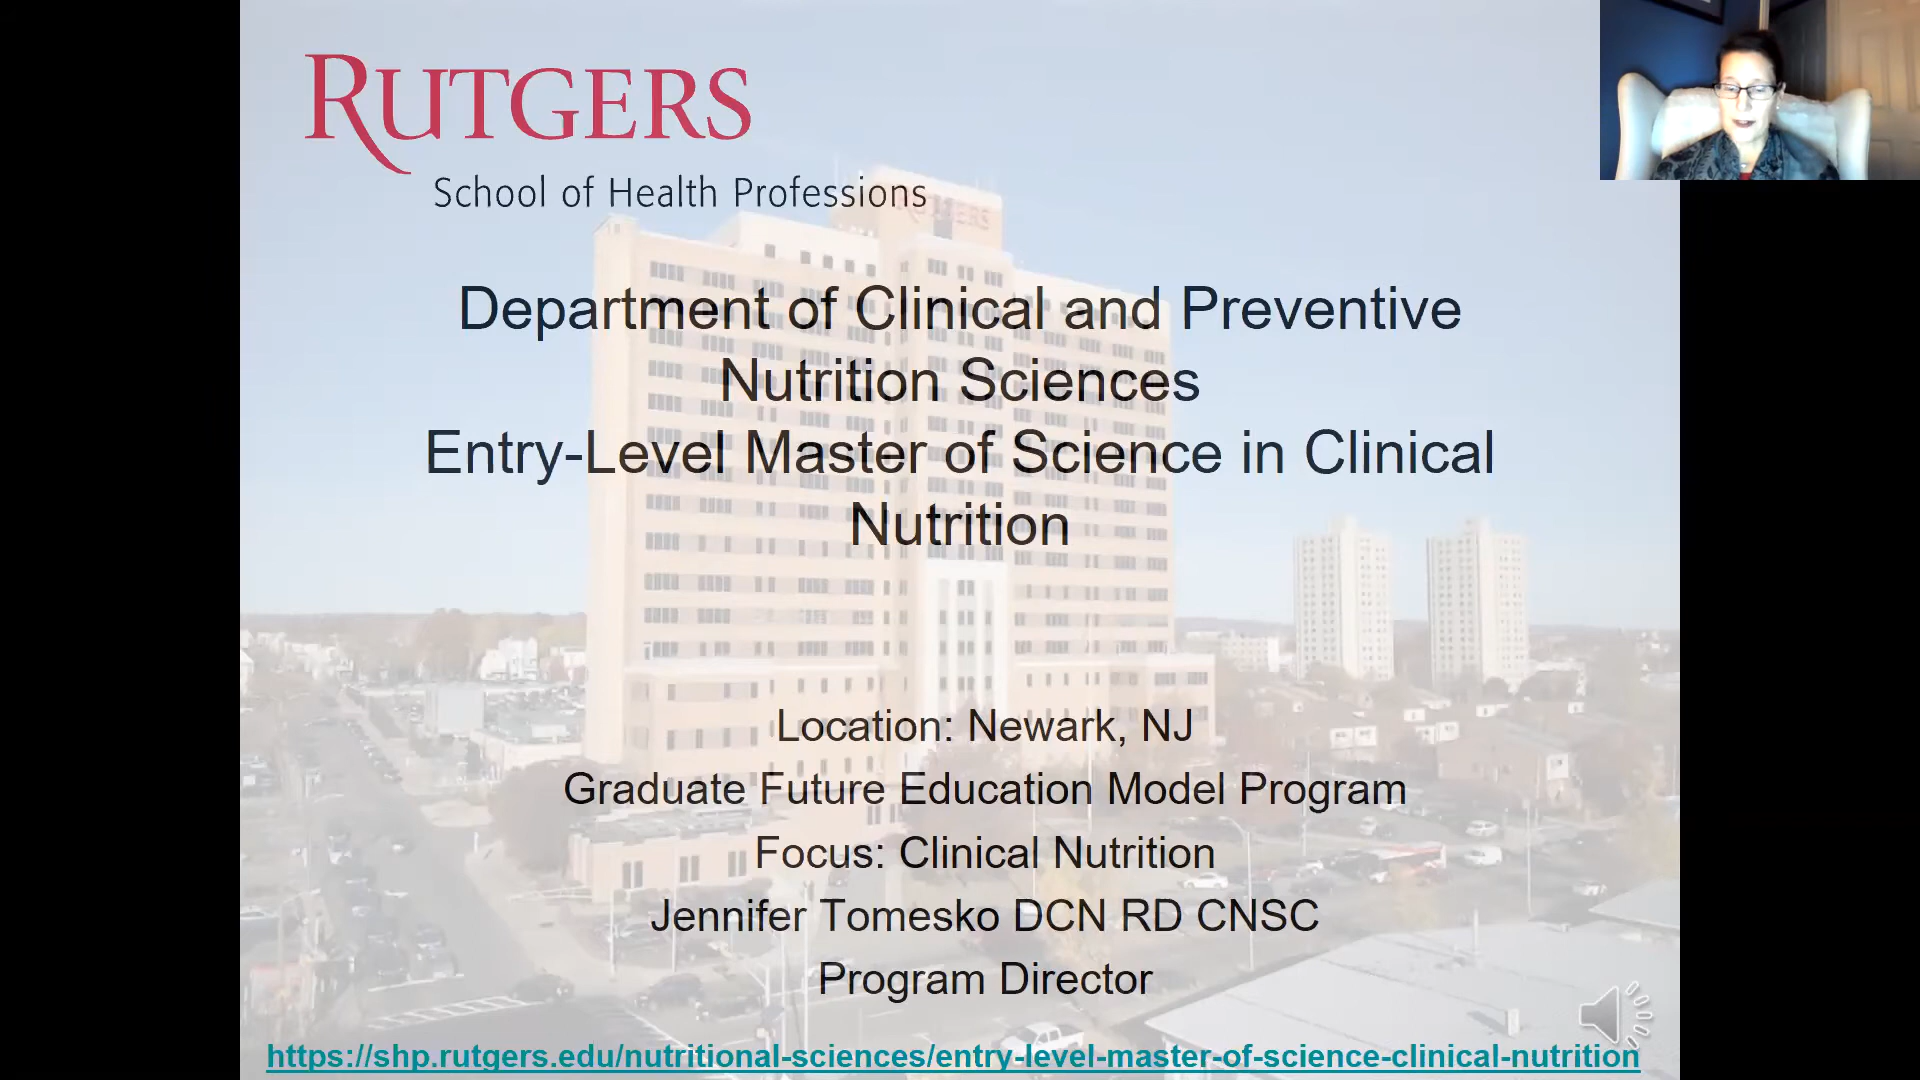 RUTGERS
School of Health Professions
RUTGERS
Department of Clinical and Preventive
Nutrition Sciences
Entry-Level Master of Science in Clinical
Nutrition
Location: Newark, NJ
Graduate Future Education Model Program
Focus: Clinical Nutrition
Jennifer Tomesko DCN RD CNSC
Program Director
https://shp.rutgers.edu/nutritional-sciences/entry-level-master-of-science-clinical-nutrition